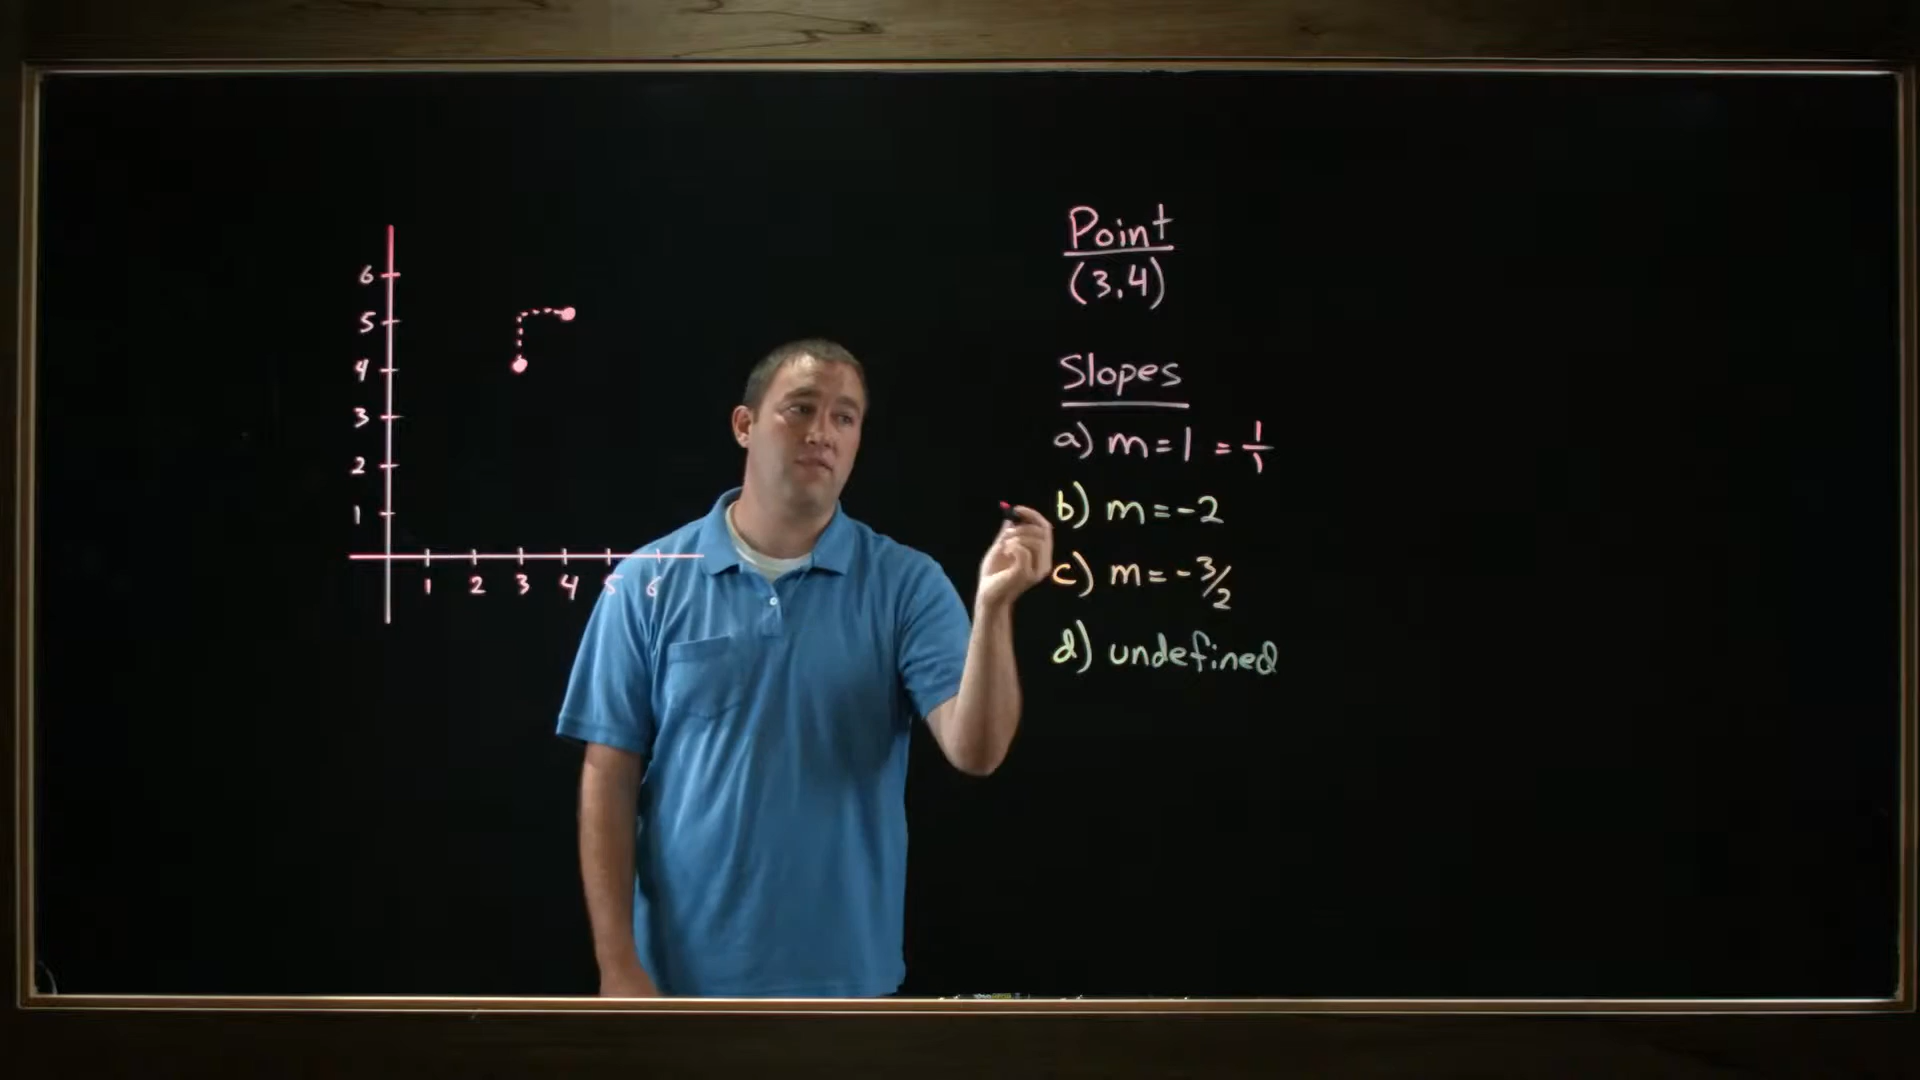 6
5
4
3
2
1
1 2 3 4 5 6
Point
(3,4)
Slopes
a) m = 1 = 1/1
b) m = -2
c) m = -3/2
d) undefined